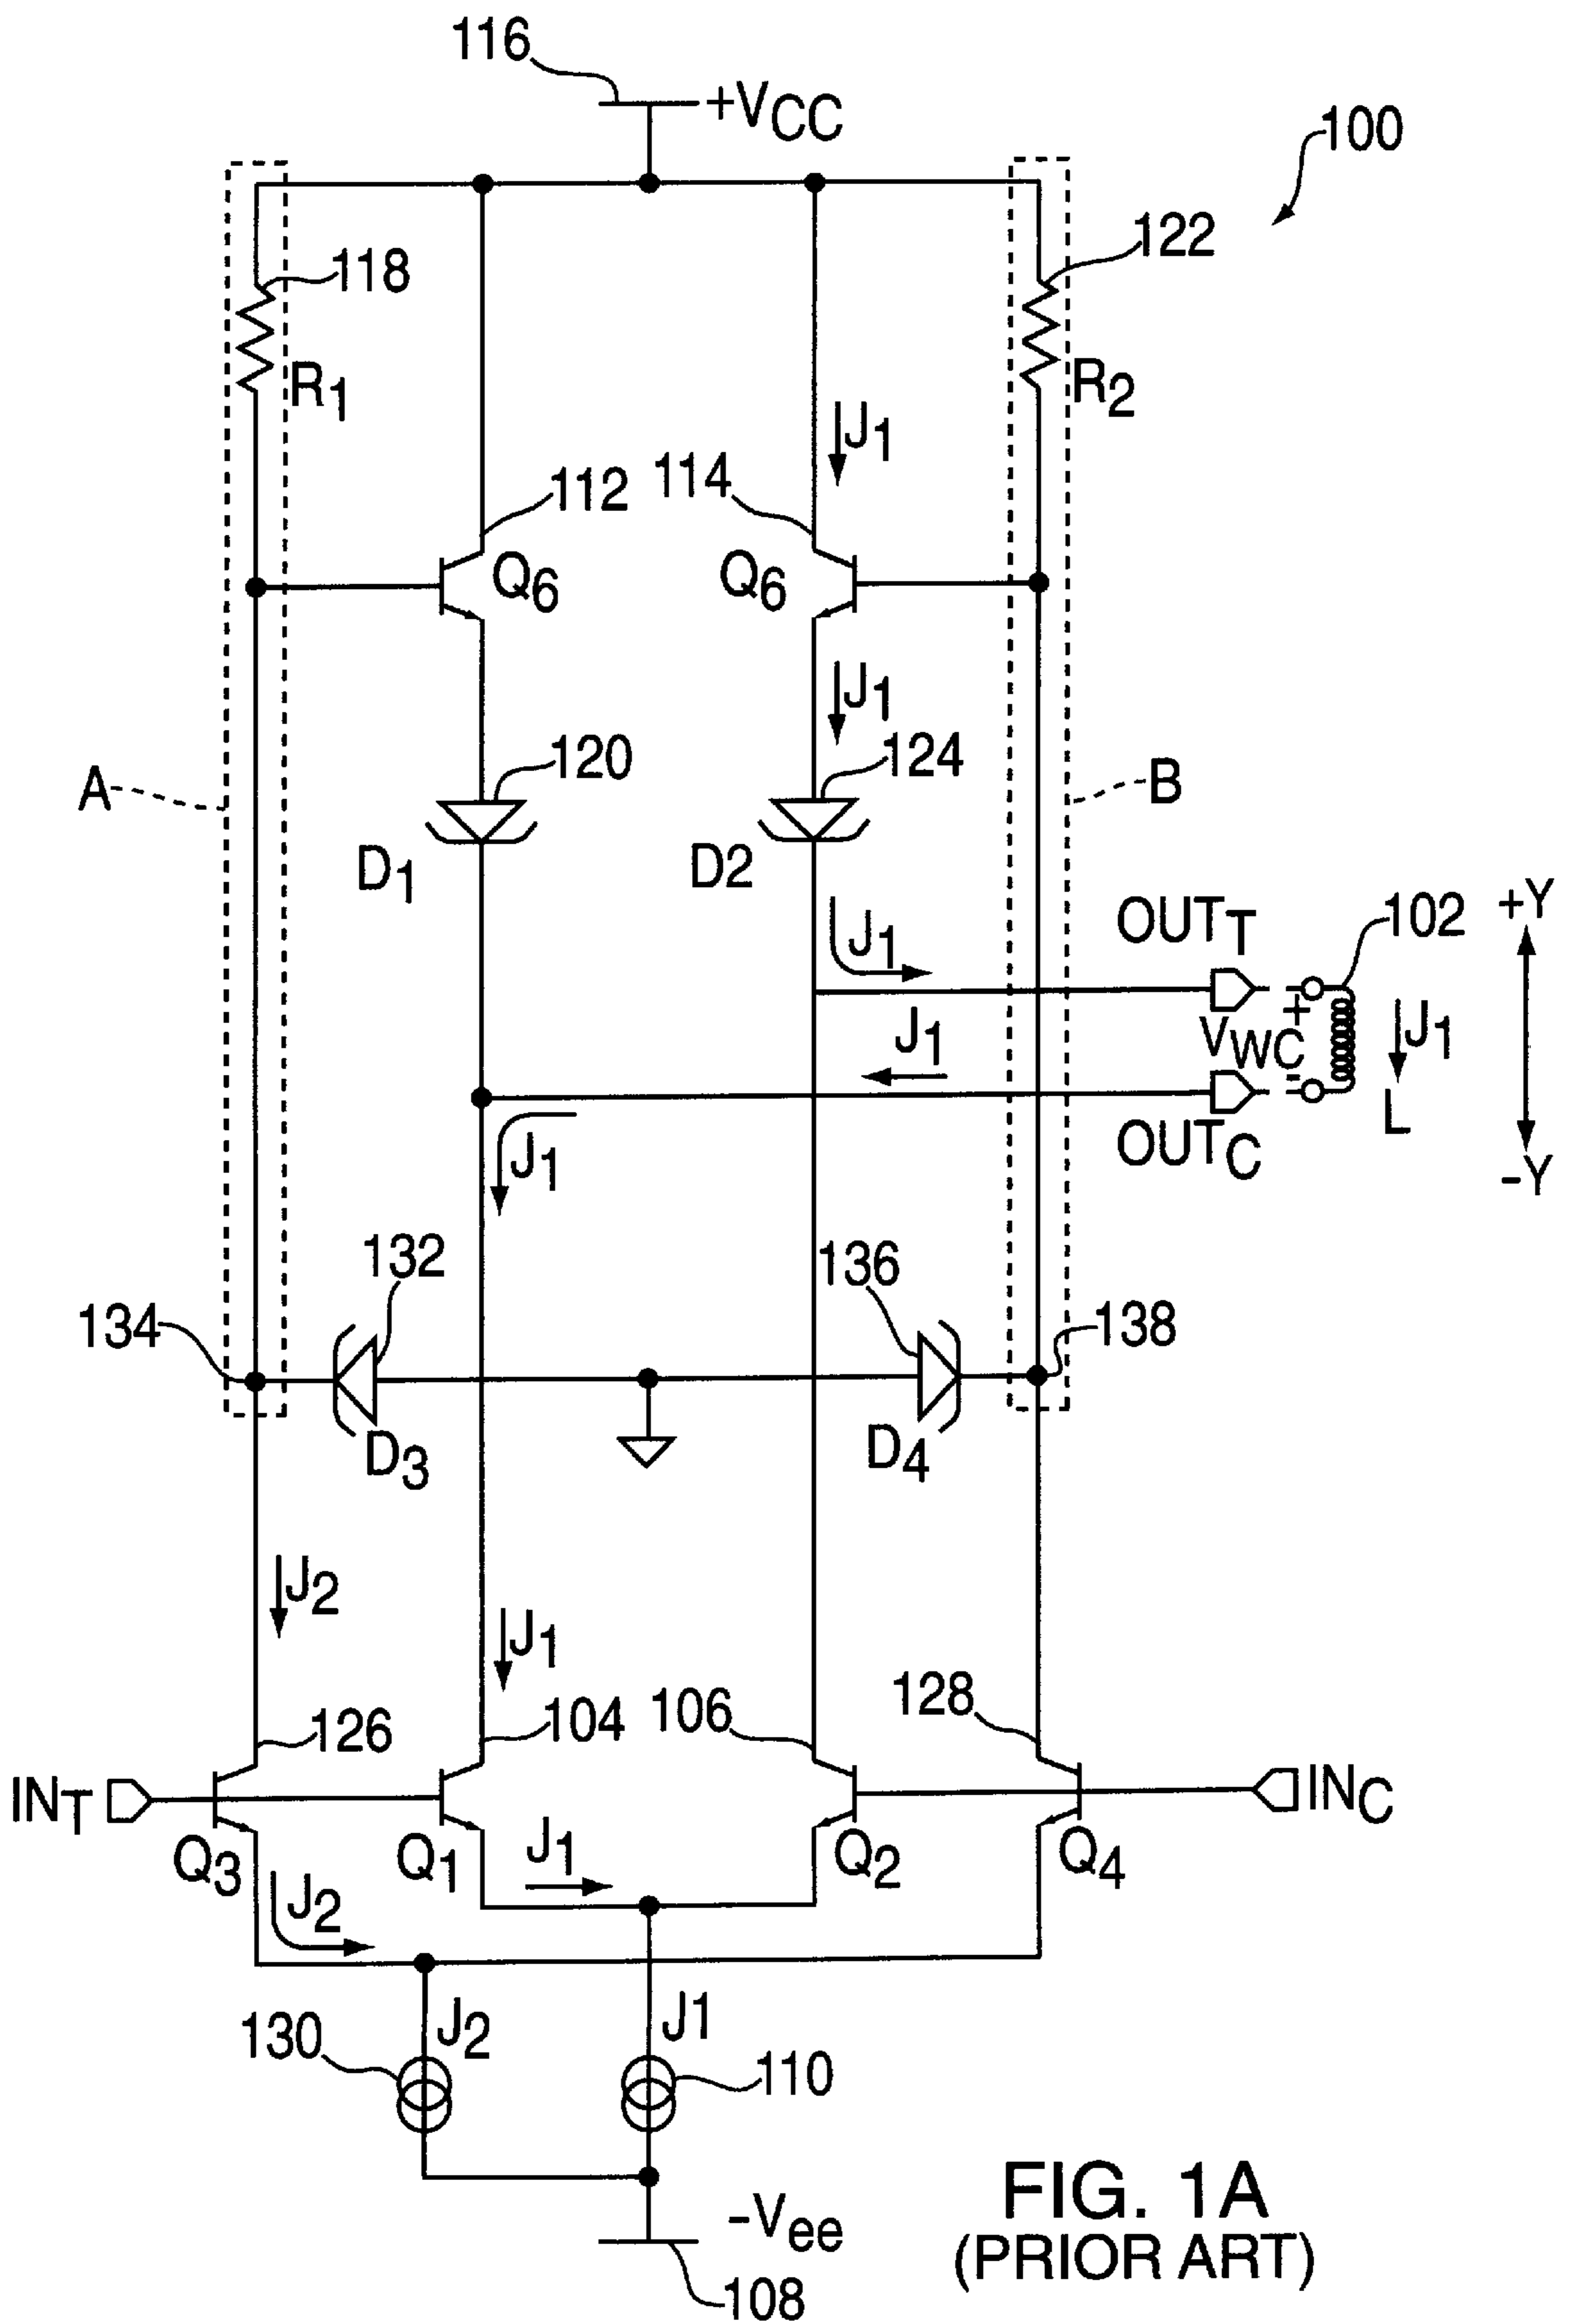 116
+VCC
100
118
122
R1
R2
J1
112
114
Q6
Q6
J1
120
124
A
B
D1
D2
OUTT
102
+Y
J1
+
VWC
J1
J1
-
L
OUTC
-Y
J1
132
136
134
138
D3
D4
J2
J1
126
104
106
128
INT
INC
Q3
Q1
J1
Q2
Q4
J2
J2
J1
130
110
-Vee
108
FIG. 1A
(PRIOR ART)